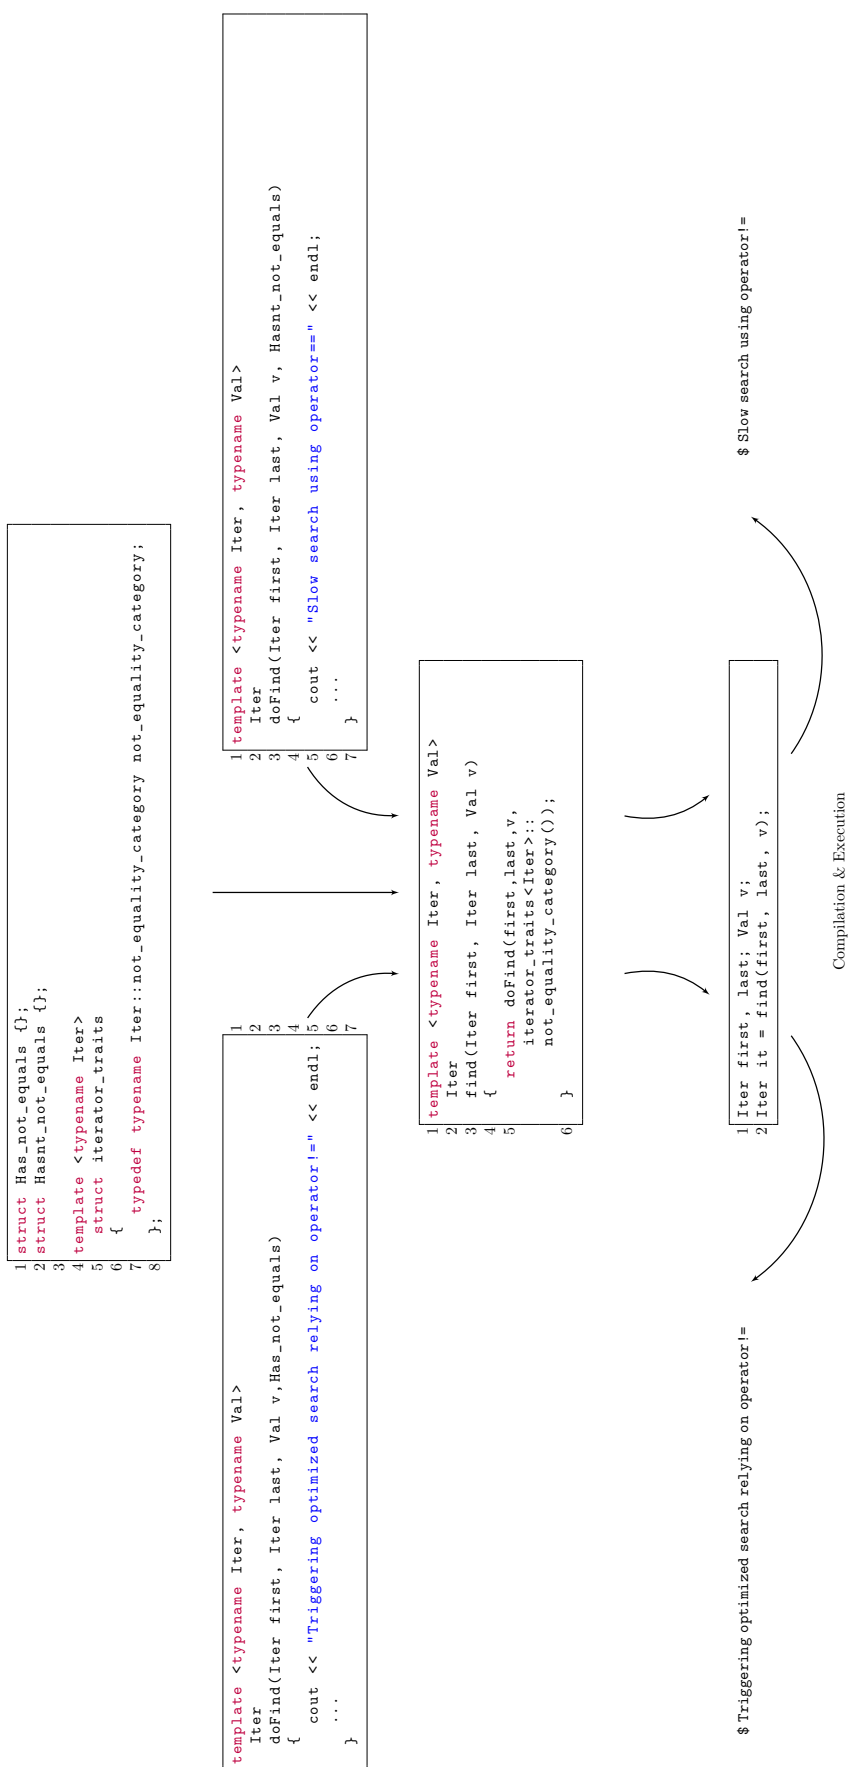 1 struct Has_not_equals {};
2 struct Hasnt_not_equals {};
3
4 template <typename Iter>
5 struct iterator_traits
6 {
7 typedef typename Iter::not_equality_category not_equality_category;
8 };
template <typename Iter, typename Val>
Iter
doFind(Iter first, Iter last, Val v,Has_not_equals)
{
cout << "Triggering optimized search relying on operator!=" << endl;
...
}
1
2
3
4
5
6
7
1 template <typename Iter, typename Val>
2 Iter
3 doFind(Iter first, Iter last, Val v, Hasnt_not_equals)
4 {
5 cout << "Slow search using operator==" << endl;
6 ...
7 }
1 template <typename Iter, typename Val>
2 Iter
3 find(Iter first, Iter last, Val v)
4 {
5 return doFind(first,last,v,
iterator_traits<Iter>::
not_equality_category());
6 }
1 Iter first, last; Val v;
2 Iter it = find(first, last, v);
$ Triggering optimized search relying on operator!=
$ Slow search using operator!=
Compilation & Execution